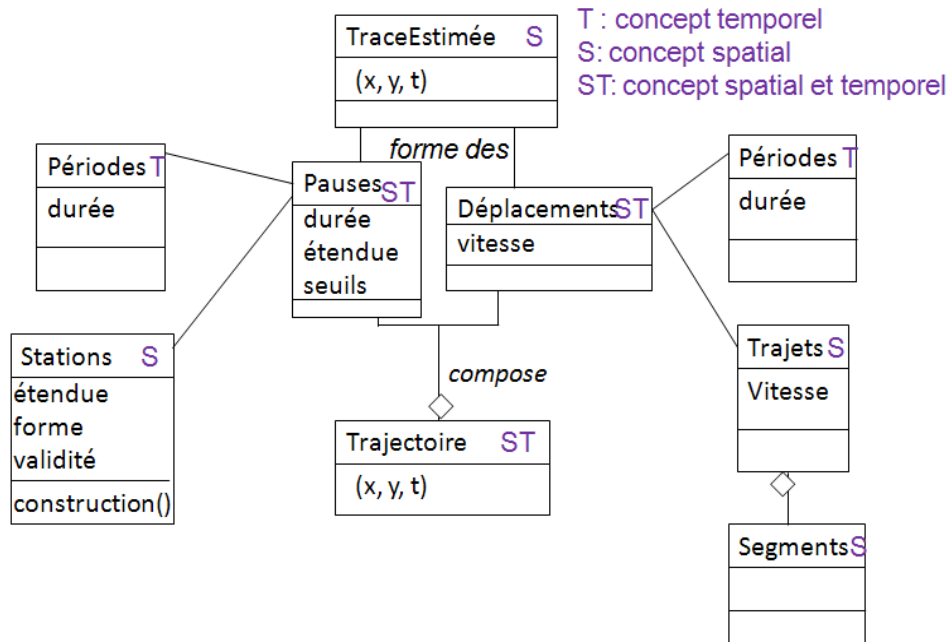 TraceEstimée S
(x, y, t)
T : concept temporel
S: concept spatial
ST: concept spatial et temporel
forme des
Périodes T
durée
Pauses ST
durée
étendue
seuils
Déplacements ST
vitesse
Périodes T
durée
Stations S
étendue
forme
validité
construction()
compose
Trajectoire ST
(x, y, t)
Trajets S
Vitesse
Segments S